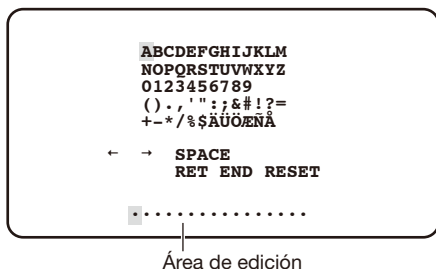 ABCDEFGHIJKLM
NOPQRSTUVWXYZ
0123456789
().,'":;&#!?=
+-*/%$ÄÜÖÆÑÅ
← → SPACE
RET END RESET
................
Área de edición